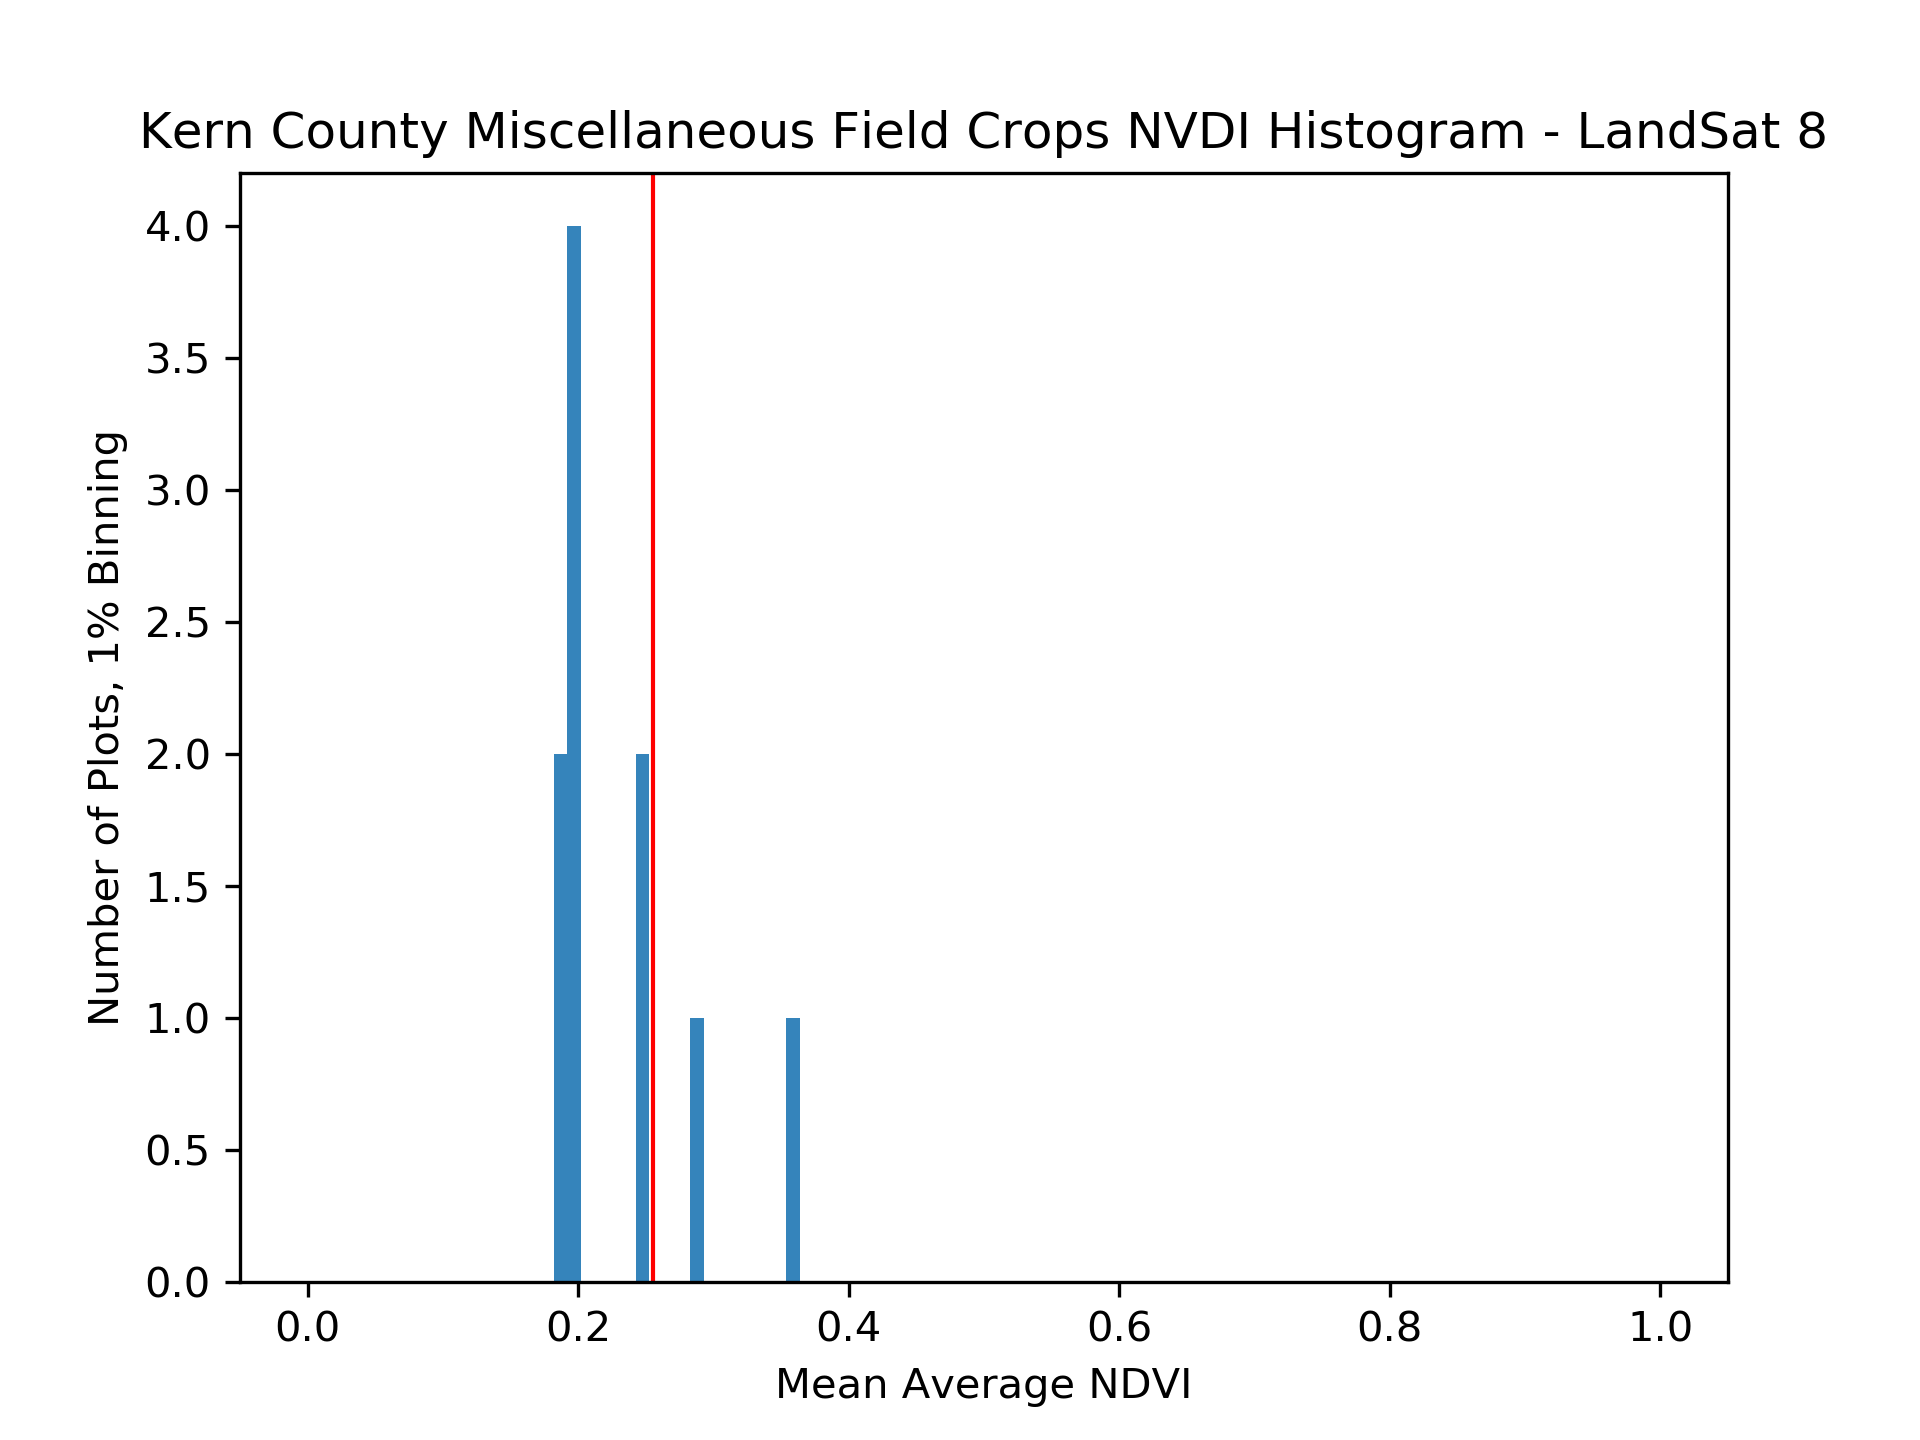 Kern County Miscellaneous Field Crops NVDI Histogram - LandSat 8
4.0
3.5
3.0
2.5
2.0
1.5
1.0
0.5
0.0
Number of Plots, 1% Binning
0.0 0.2 0.4 0.6 0.8 1.0
Mean Average NDVI